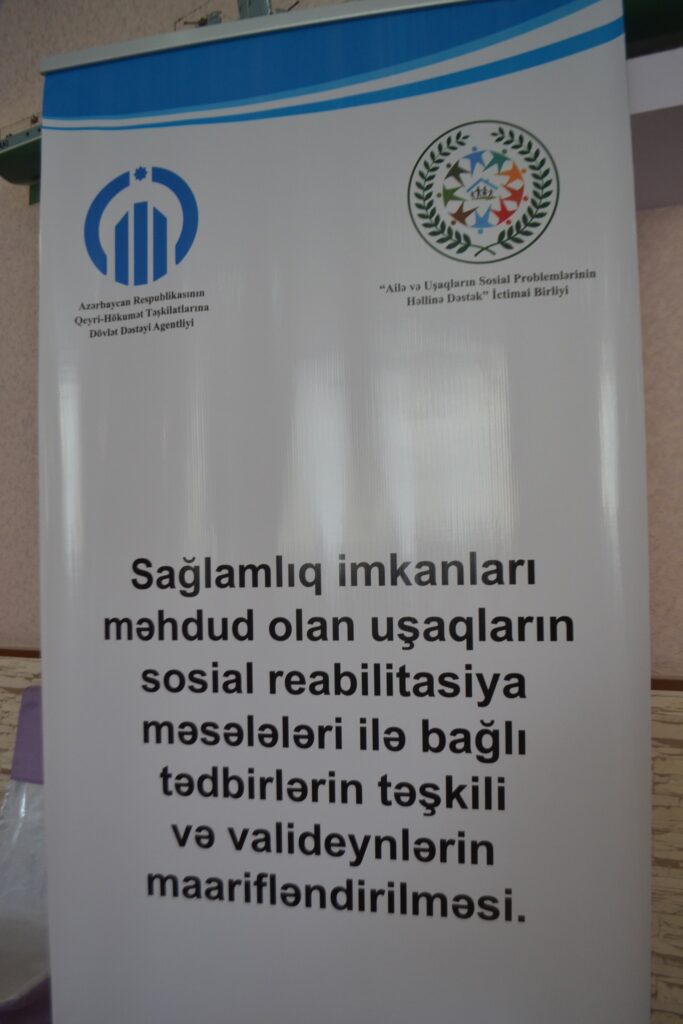 Azərbaycan Respublikasının
Qeyri-Hökumət Təşkilatlarına
Dövlət Dəstəyi Agentliyi
“Ailə və Uşaqların Sosial Problemlərinin
Həllinə Dəstək” İctimai Birliyi
Sağlamlıq imkanları
məhdud olan uşaqların
sosial reabilitasiya
məsələləri ilə bağlı
tədbirlərin təşkili
və valideynlərin
maarifləndirilməsi.